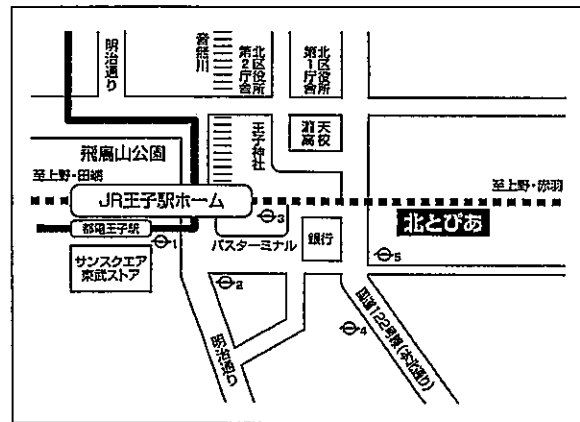 明治通り
音無川
北区役所
第2庁舎
北区役所
第1庁舎
飛鳥山公園
王子神社
瀧天
高校
至上野・田端
JR王子駅ホーム
至上野・赤羽
北とぴあ
都電王子駅
1
3
バスターミナル
銀行
5
サンスクエア
東武ストア
2
4
明治通り
国道122号線(本北通り)